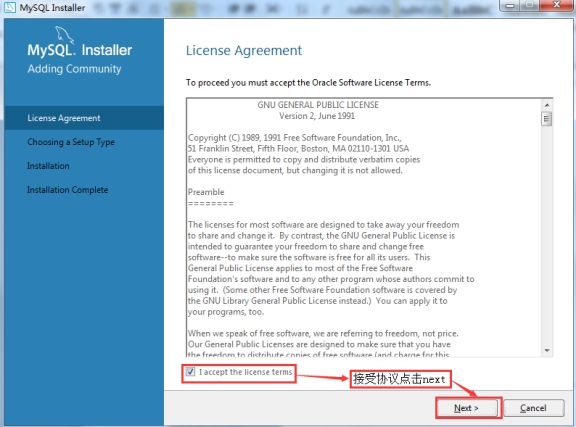 MySQL Installer
MySQL. Installer
Adding Community
License Agreement
Choosing a Setup Type
Installation
Installation Complete
License Agreement
To proceed you must accept the Oracle Software License Terms.
GNU GENERAL PUBLIC LICENSE
Version 2, June 1991
Copyright (C) 1989, 1991 Free Software Foundation, Inc.,
51 Franklin Street, Fifth Floor, Boston, MA 02110-1301 USA
Everyone is permitted to copy and distribute verbatim copies
of this license document, but changing it is not allowed.
Preamble
========
The licenses for most software are designed to take away your freedom
to share and change it. By contrast, the GNU General Public License is
intended to guarantee your freedom to share and change free
software--to make sure the software is free for all its users. This
General Public License applies to most of the Free Software
Foundation's software and to any other program whose authors commit to
using it. (Some other Free Software Foundation software is covered by
the GNU Library General Public License instead.) You can apply it to
your programs, too.
When we speak of free software, we are referring to freedom, not price.
Our General Public Licenses are designed to make sure that you have
the freedom to distribute copies of free software (and charge for this
I accept the license terms
接受协议点击next
Next >
Cancel